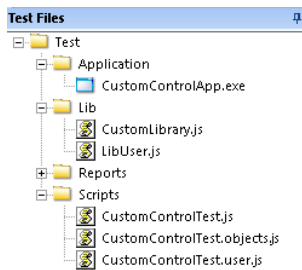 Test Files
Test
Application
CustomControlApp.exe
Lib
CustomLibrary.js
LibUser.js
Reports
Scripts
CustomControlTest.js
CustomControlTest.objects.js
CustomControlTest.user.js